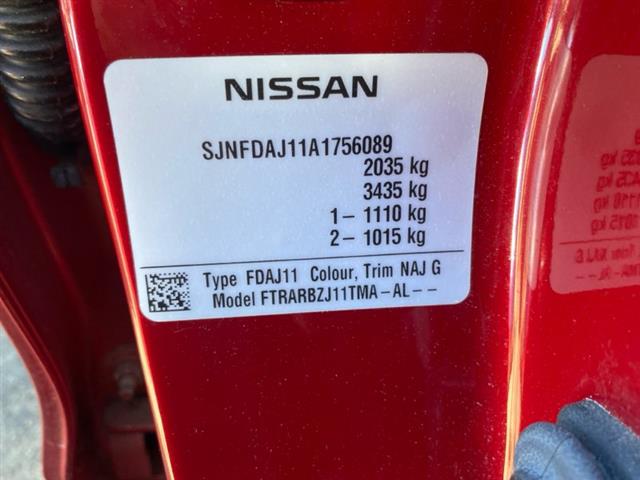 NISSAN
SJNFDAJ11A1756089
2035 kg
3435 kg
1- 1110 kg
2- 1015 kg
Type FDAJ11 Colour, Trim NAJ G
Model FTRARBZJ11TMA-AL--